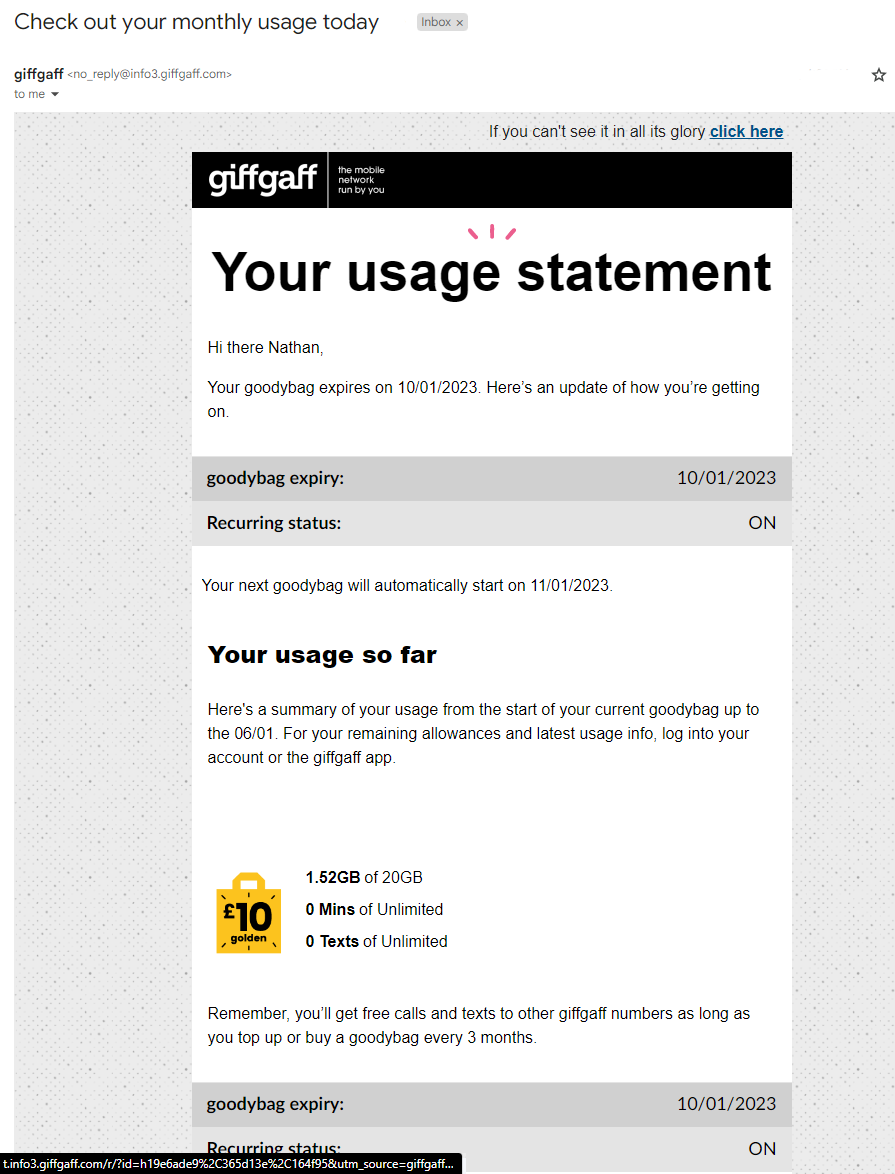 Check out your monthly usage today
Inbox ×
giffgaff <no_reply@info3.giffgaff.com>
to me
If you can't see it in all its glory click here
giffgaff
the mobile
network
run by you
Your usage statement
Hi there Nathan,
Your goodybag expires on 10/01/2023. Here’s an update of how you’re getting
on.
goodybag expiry: 10/01/2023
Recurring status: ON
Your next goodybag will automatically start on 11/01/2023.
Your usage so far
Here's a summary of your usage from the start of your current goodybag up to
the 06/01. For your remaining allowances and latest usage info, log into your
account or the giffgaff app.
£10
golden
1.52GB of 20GB
0 Mins of Unlimited
0 Texts of Unlimited
Remember, you’ll get free calls and texts to other giffgaff numbers as long as
you top up or buy a goodybag every 3 months.
goodybag expiry: 10/01/2023
Recurring status: ON
t.info3.giffgaff.com/r/?id=h19e6ade9%2C365d13e%2C164f95&utm_source=giffgaff...